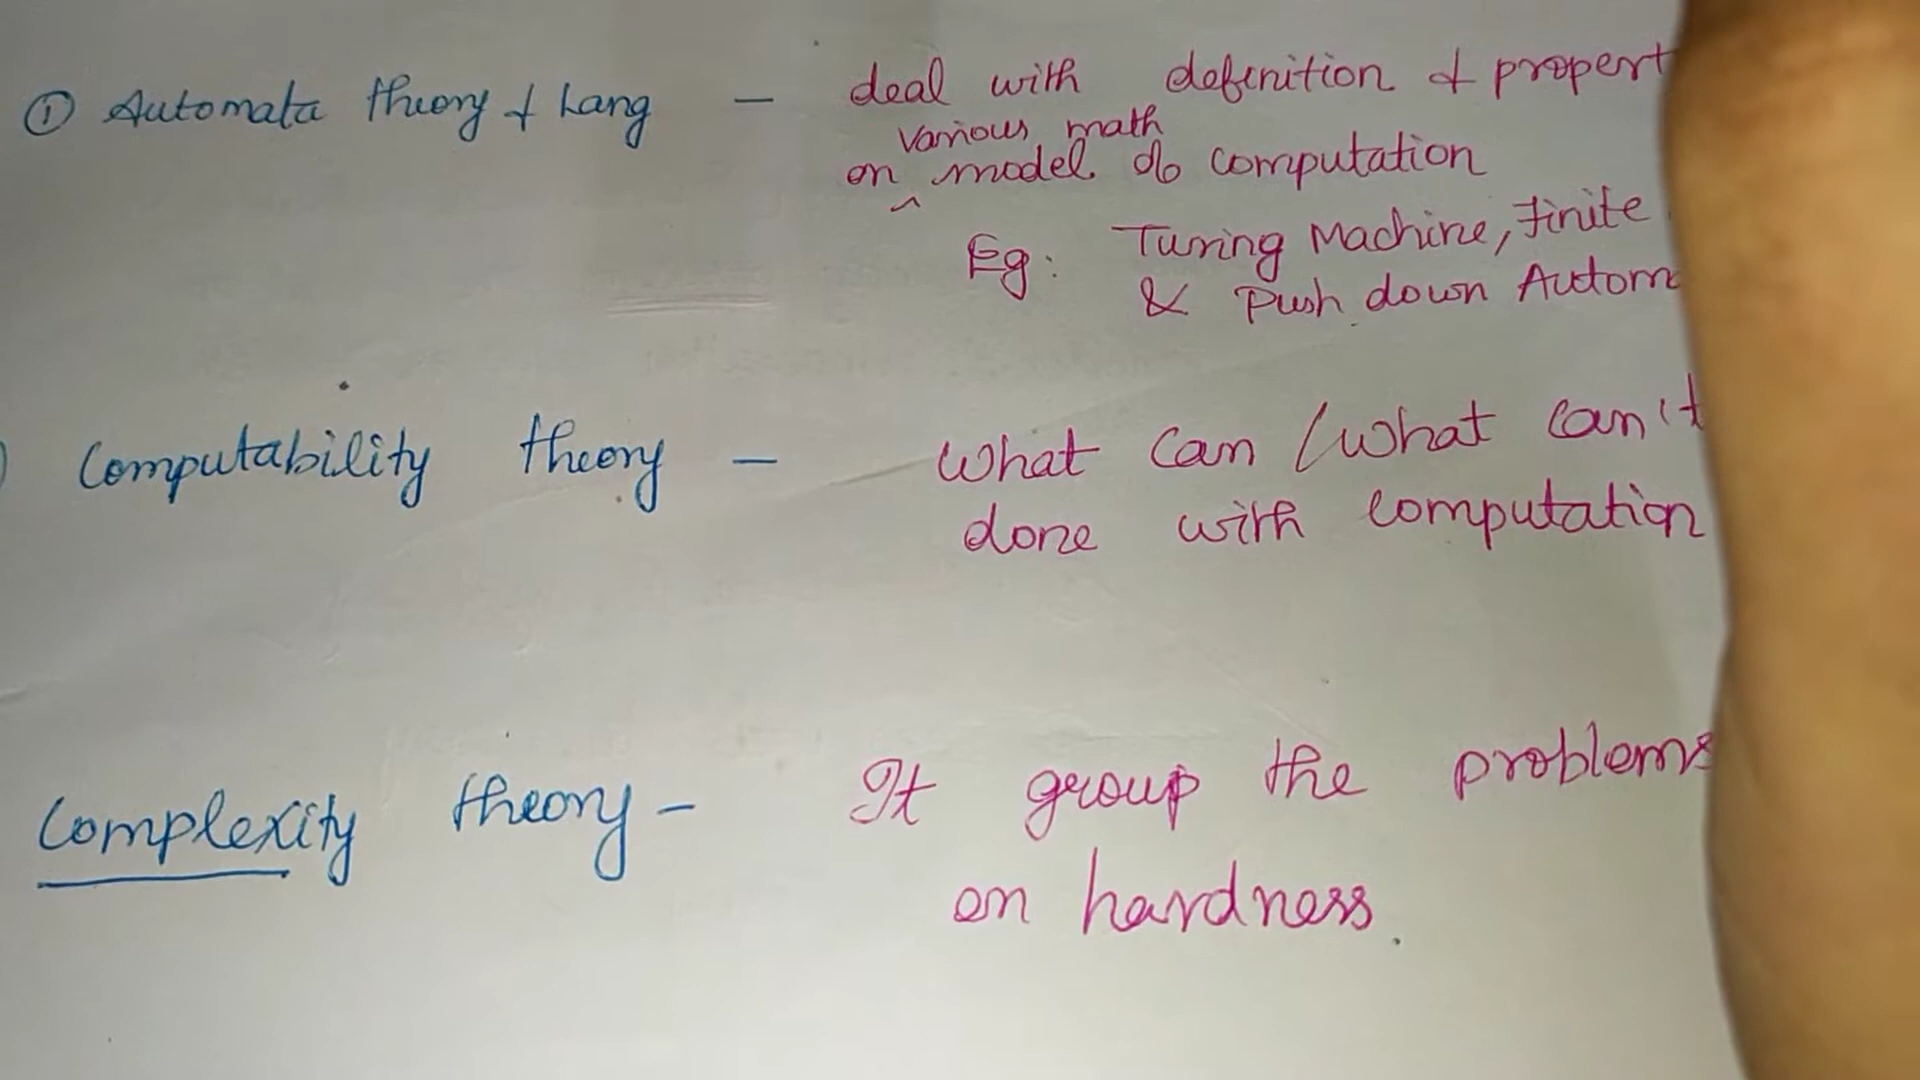 ① Automata theory & Lang — deal with definition & propert
various math
on model of computation
Eg: Turing Machine, Finite
& Push down Autom
Computability theory — What can / what can't
done with computation
Complexity theory — It group the problems
on hardness.